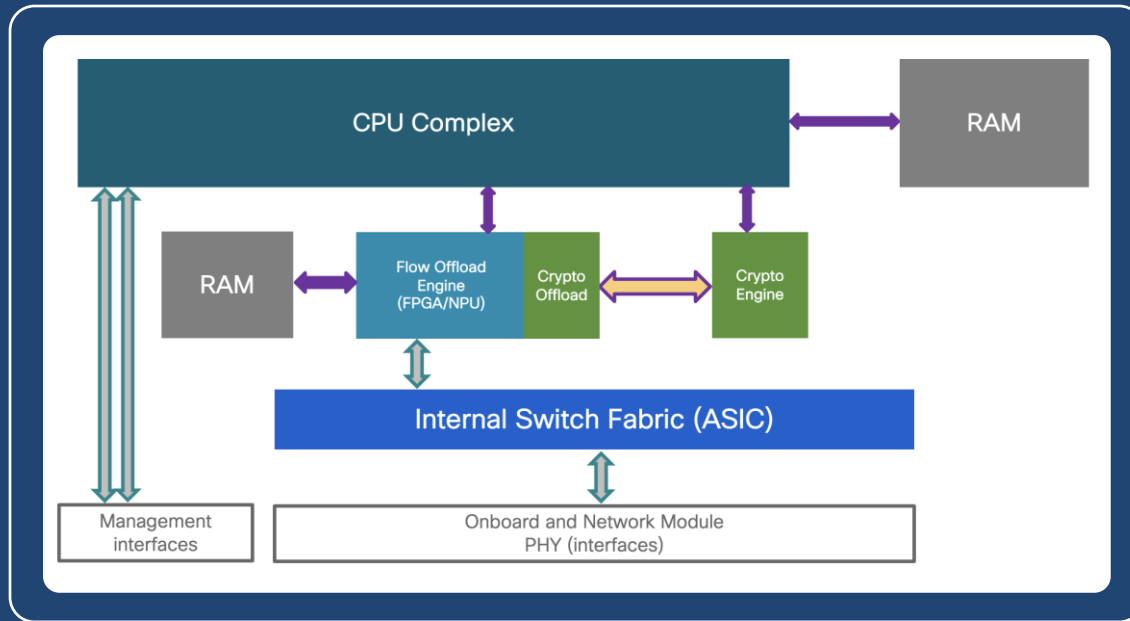 CPU Complex
RAM
RAM
Flow Offload
Engine
(FPGA/NPU)
Crypto
Offload
Crypto
Engine
Internal Switch Fabric (ASIC)
Management
interfaces
Onboard and Network Module
PHY (interfaces)